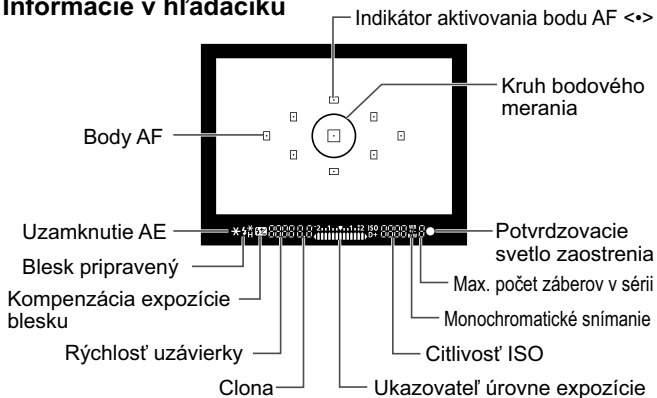 Informácie v hľadáčiku
Indikátor aktivovania bodu AF <•>
Kruh bodového
merania
Body AF
Uzamknutie AE
Blesk pripravený
Kompenzácia expozície
blesku
Rýchlosť uzávierky
Clona
Potvrdzovacie
svetlo zaostrenia
Max. počet záberov v sérii
Monochromatické snímanie
Citlivosť ISO
Ukazovateľ úrovne expozície
ISO
D+